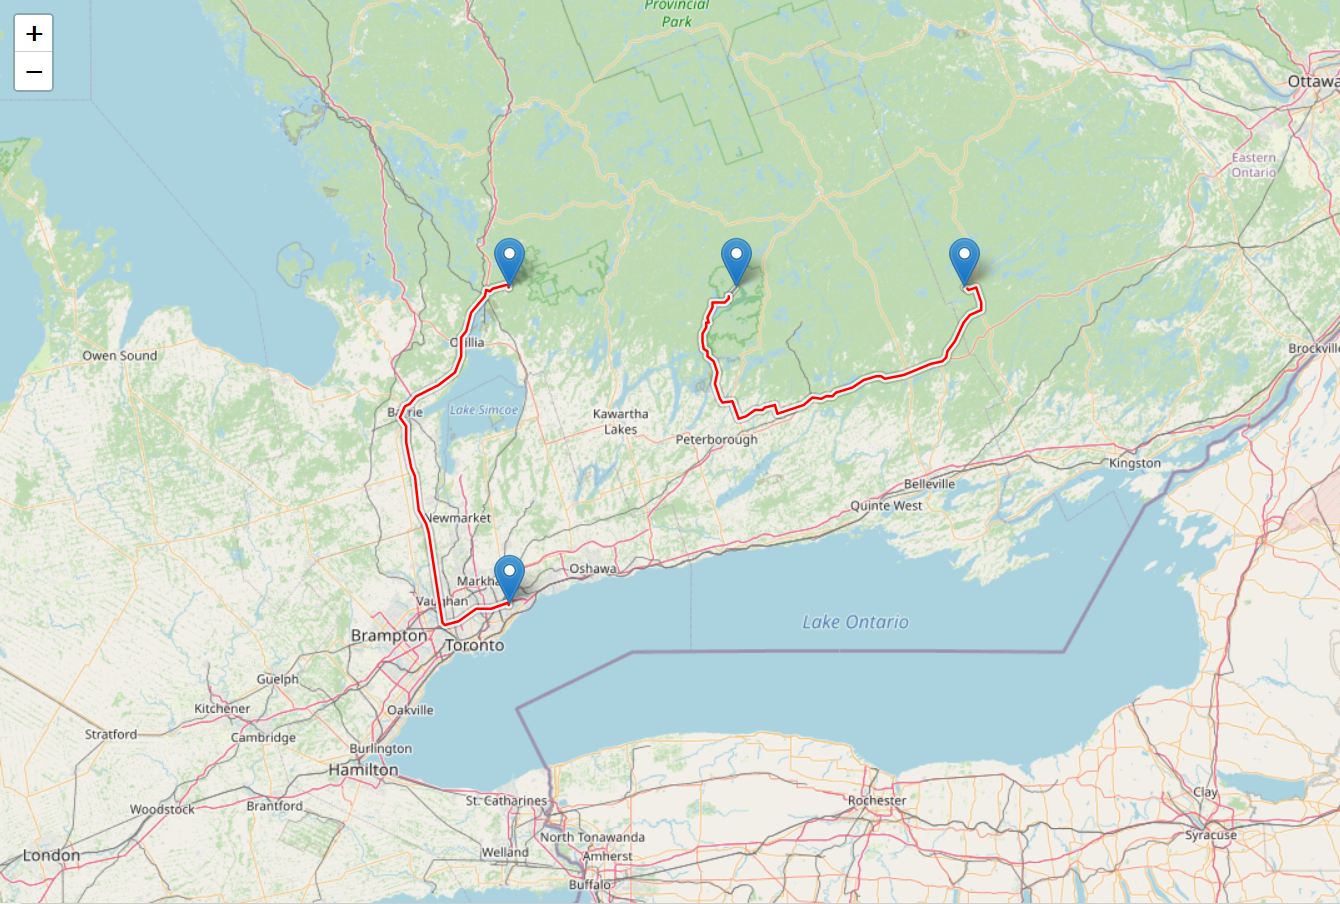 Provincial
Park
+
−
Ottawa
Eastern
Ontario
Owen Sound
Orillia
Brockville
Barrie
Lake Simcoe
Kawartha
Lakes
Peterborough
Kingston
Belleville
Quinte West
Newmarket
Oshawa
Markha
Vaughan
Lake Ontario
Brampton
Toronto
Guelph
Kitchener
Oakville
Stratford
Cambridge
Burlington
Hamilton
Clay
St. Catharines
Rochester
Woodstock
Brantford
Syracuse
North Tonawanda
London
Welland
Amherst
Buffalo